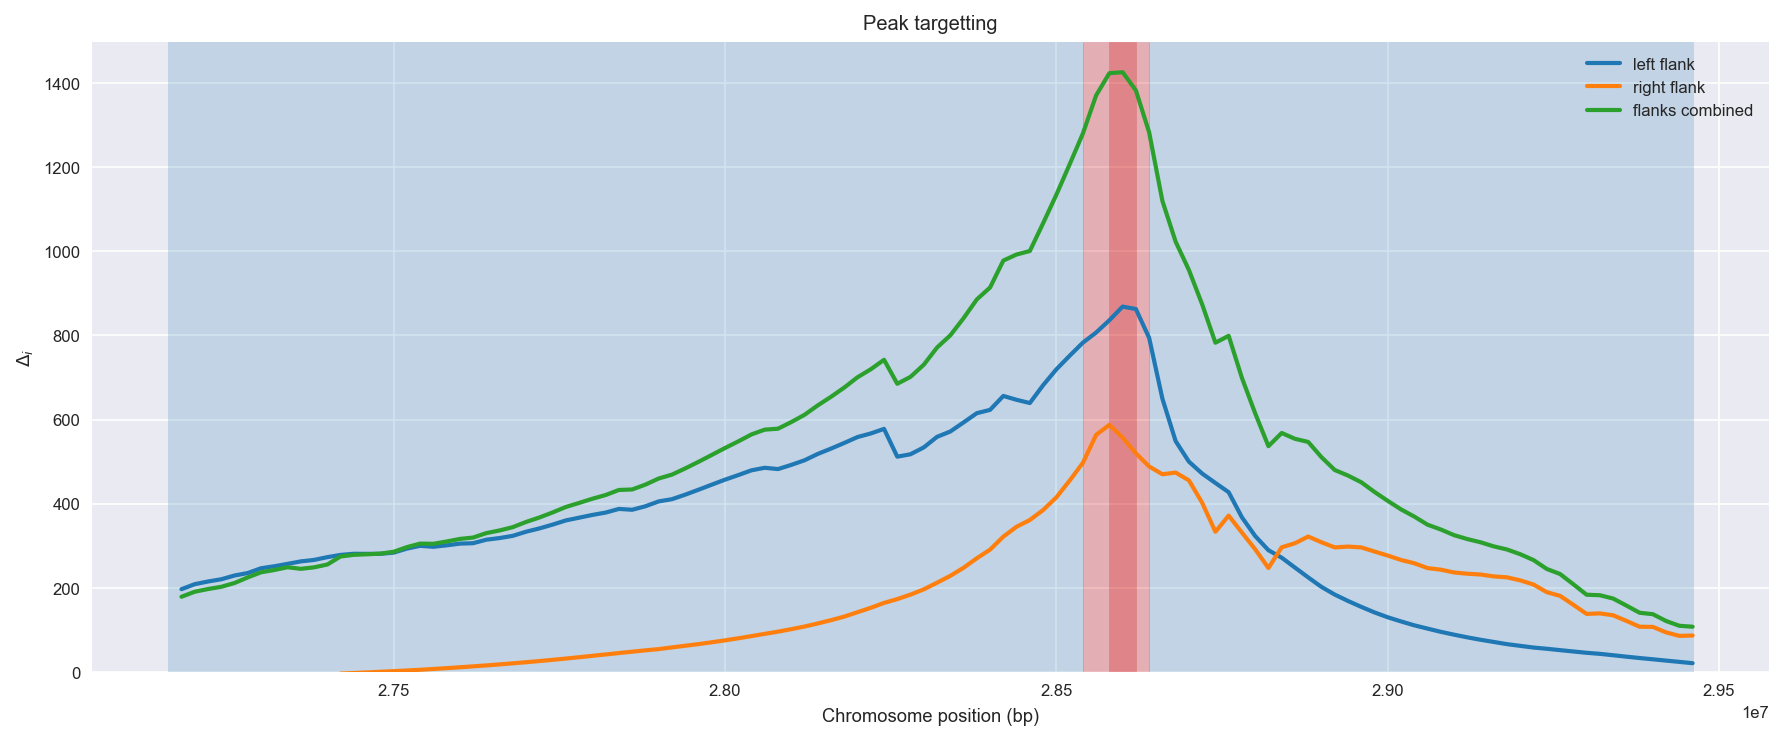 Peak targetting
left flank
right flank
flanks combined
1400
1200
1000
800
600
400
200
0
Δi
2.75
2.80
2.85
2.90
2.95
1e7
Chromosome position (bp)